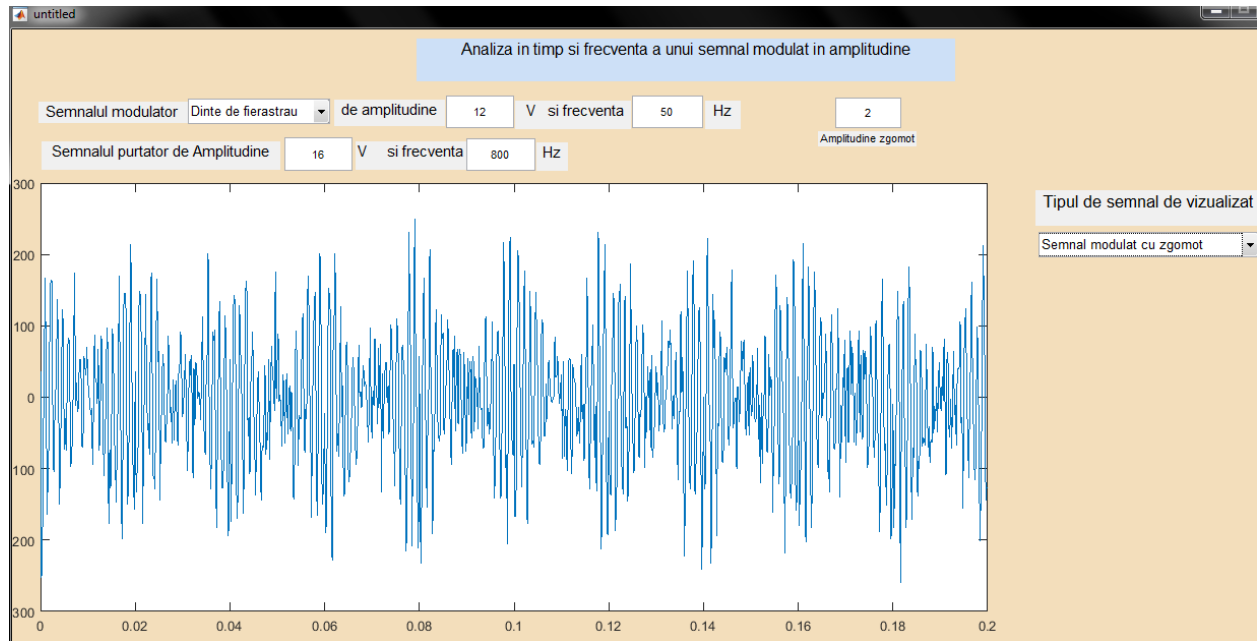 untitled
Analiza in timp si frecventa a unui semnal modulat in amplitudine
Semnalul modulator Dinte de fierastrau de amplitudine 12 V si frecventa 50 Hz 2
Amplitudine zgomot
Semnalul purtator de Amplitudine 16 V si frecventa 800 Hz
Tipul de semnal de vizualizat
Semnal modulat cu zgomot
300
200
100
0
100
200
300
0 0.02 0.04 0.06 0.08 0.1 0.12 0.14 0.16 0.18 0.2